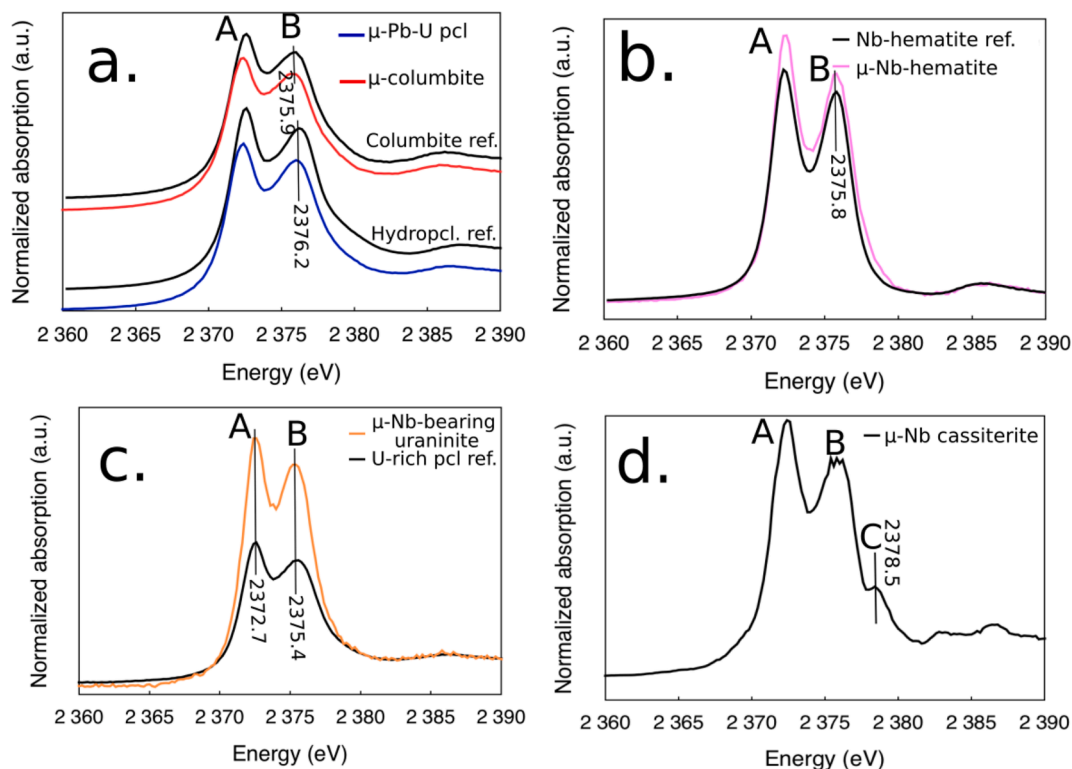 a.
A
B
μ-Pb-U pcl
μ-columbite
2375.9
Columbite ref.
2376.2
Hydropcl. ref.
Normalized absorption (a.u.)
2 360 2 365 2 370 2 375 2 380 2 385 2 390
Energy (eV)
b.
A
B
Nb-hematite ref.
μ-Nb-hematite
2375.8
Normalized absorption (a.u.)
2 360 2 365 2 370 2 375 2 380 2 385 2 390
Energy (eV)
c.
A
B
μ-Nb-bearing
uraninite
U-rich pcl ref.
2372.7
2375.4
Normalized absorption (a.u.)
2 360 2 365 2 370 2 375 2 380 2 385 2 390
Energy (eV)
d.
A
B
μ-Nb cassiterite
C
2378.5
Normalized absorption (a.u.)
2 360 2 365 2 370 2 375 2 380 2 385 2 390
Energy (eV)